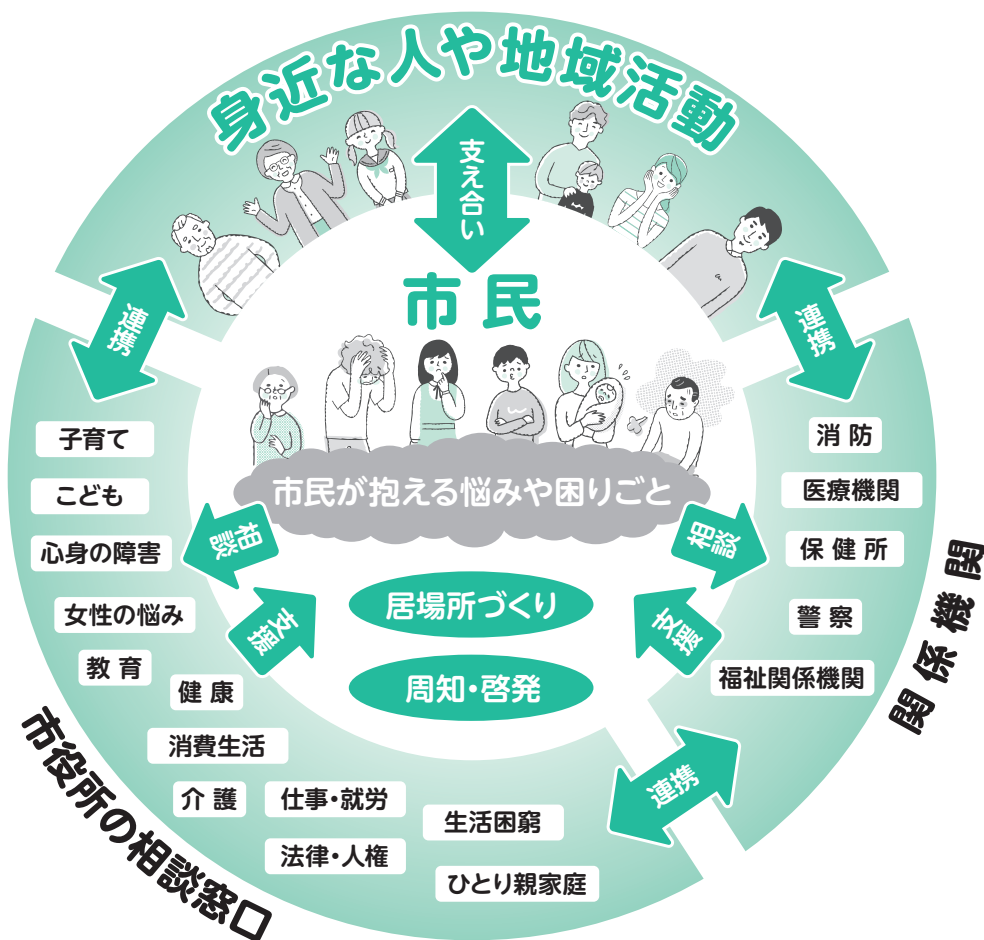 身近な人や地域活動
支え合い
市民
連携
連携
市民が抱える悩みや困りごと
相談
相談
支援
支援
居場所づくり
周知・啓発
子育て
こども
心身の障害
女性の悩み
教育
健康
消費生活
介護
仕事・就労
法律・人権
生活困窮
ひとり親家庭
市役所の相談窓口
連携
消防
医療機関
保健所
警察
福祉関係機関
関係機関